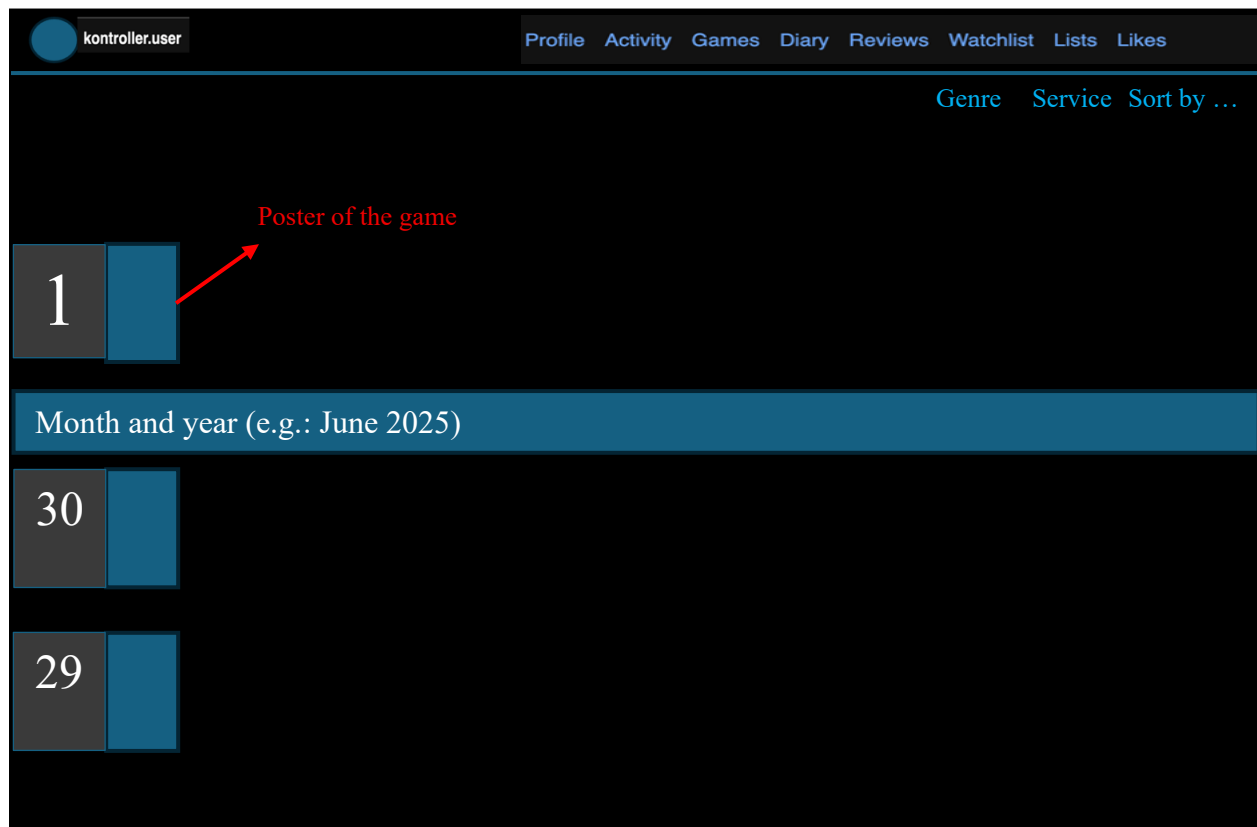 kontroller.user
Profile Activity Games Diary Reviews Watchlist Lists Likes
Genre Service Sort by …
Poster of the game
1
Month and year (e.g.: June 2025)
30
29